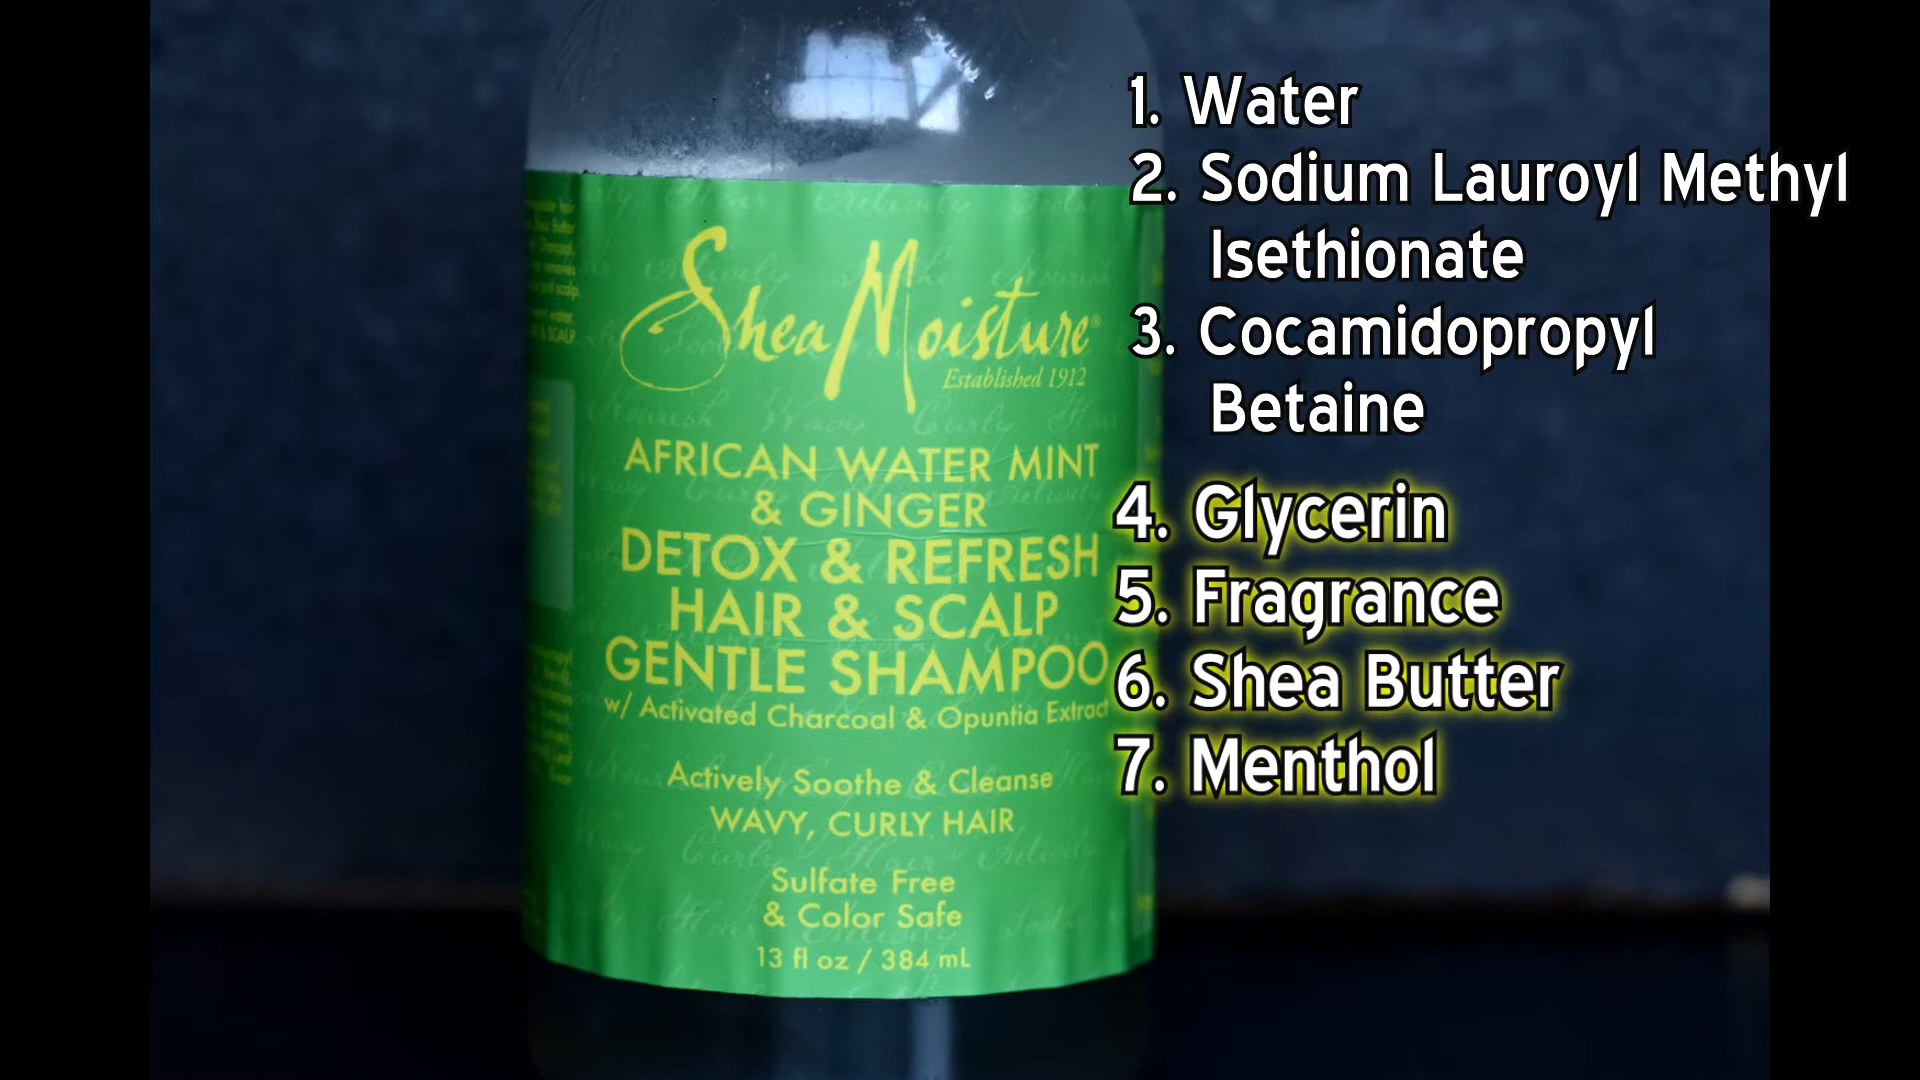 Shea Moisture®
Established 1912
AFRICAN WATER MINT
& GINGER
DETOX & REFRESH
HAIR & SCALP
GENTLE SHAMPOO
w/ Activated Charcoal & Opuntia Extract
Actively Soothe & Cleanse
WAVY, CURLY HAIR
Sulfate Free
& Color Safe
13 fl oz / 384 mL
1. Water
2. Sodium Lauroyl Methyl
Isethionate
3. Cocamidopropyl
Betaine
4. Glycerin
5. Fragrance
6. Shea Butter
7. Menthol